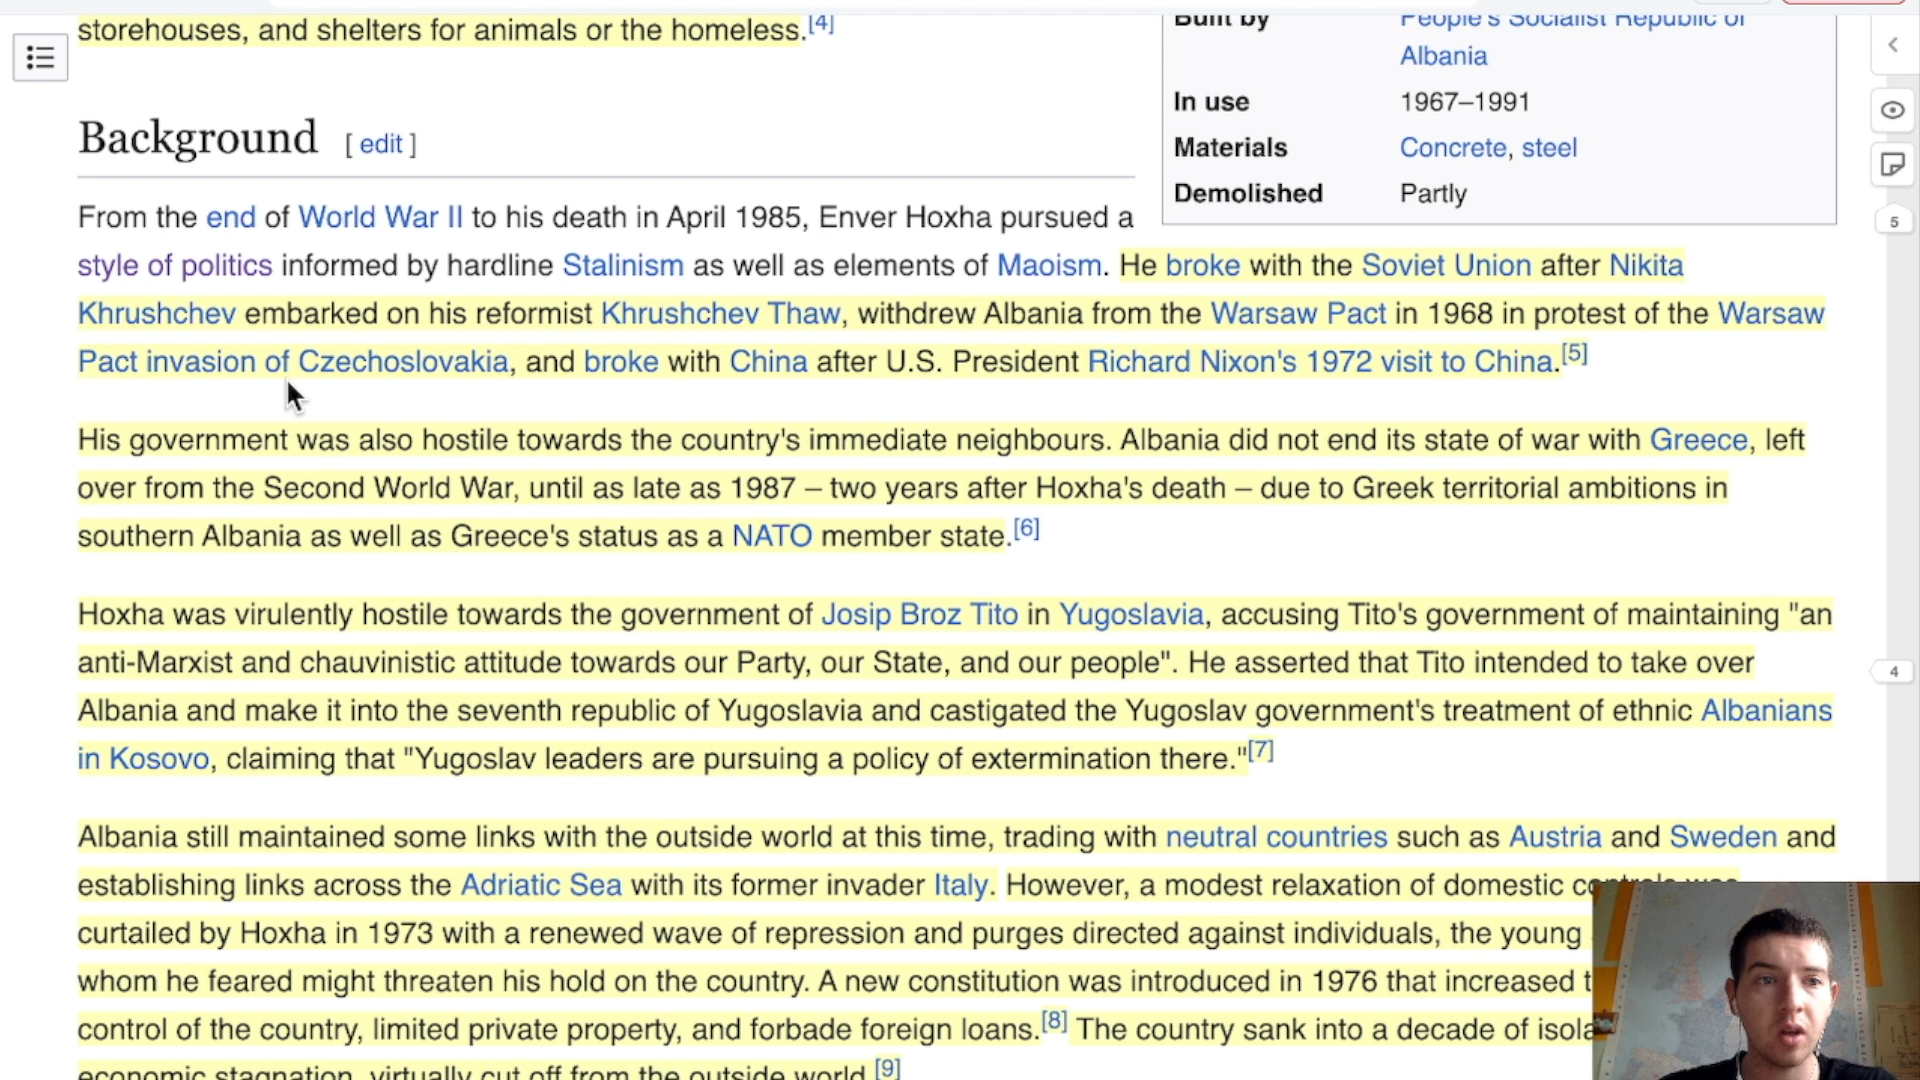 storehouses, and shelters for animals or the homeless.[4]
Built by People's Socialist Republic of
Albania
In use 1967–1991
Materials Concrete, steel
Demolished Partly
Background [ edit ]
From the end of World War II to his death in April 1985, Enver Hoxha pursued a
style of politics informed by hardline Stalinism as well as elements of Maoism. He broke with the Soviet Union after Nikita
Khrushchev embarked on his reformist Khrushchev Thaw, withdrew Albania from the Warsaw Pact in 1968 in protest of the Warsaw
Pact invasion of Czechoslovakia, and broke with China after U.S. President Richard Nixon's 1972 visit to China.[5]
His government was also hostile towards the country's immediate neighbours. Albania did not end its state of war with Greece, left
over from the Second World War, until as late as 1987 – two years after Hoxha's death – due to Greek territorial ambitions in
southern Albania as well as Greece's status as a NATO member state.[6]
Hoxha was virulently hostile towards the government of Josip Broz Tito in Yugoslavia, accusing Tito's government of maintaining "an
anti-Marxist and chauvinistic attitude towards our Party, our State, and our people". He asserted that Tito intended to take over
Albania and make it into the seventh republic of Yugoslavia and castigated the Yugoslav government's treatment of ethnic Albanians
in Kosovo, claiming that "Yugoslav leaders are pursuing a policy of extermination there."[7]
Albania still maintained some links with the outside world at this time, trading with neutral countries such as Austria and Sweden and
establishing links across the Adriatic Sea with its former invader Italy. However, a modest relaxation of domestic controls was
curtailed by Hoxha in 1973 with a renewed wave of repression and purges directed against individuals, the young
whom he feared might threaten his hold on the country. A new constitution was introduced in 1976 that increased
control of the country, limited private property, and forbade foreign loans.[8] The country sank into a decade of isola
economic stagnation, virtually cut off from the outside world.[9]
5
4